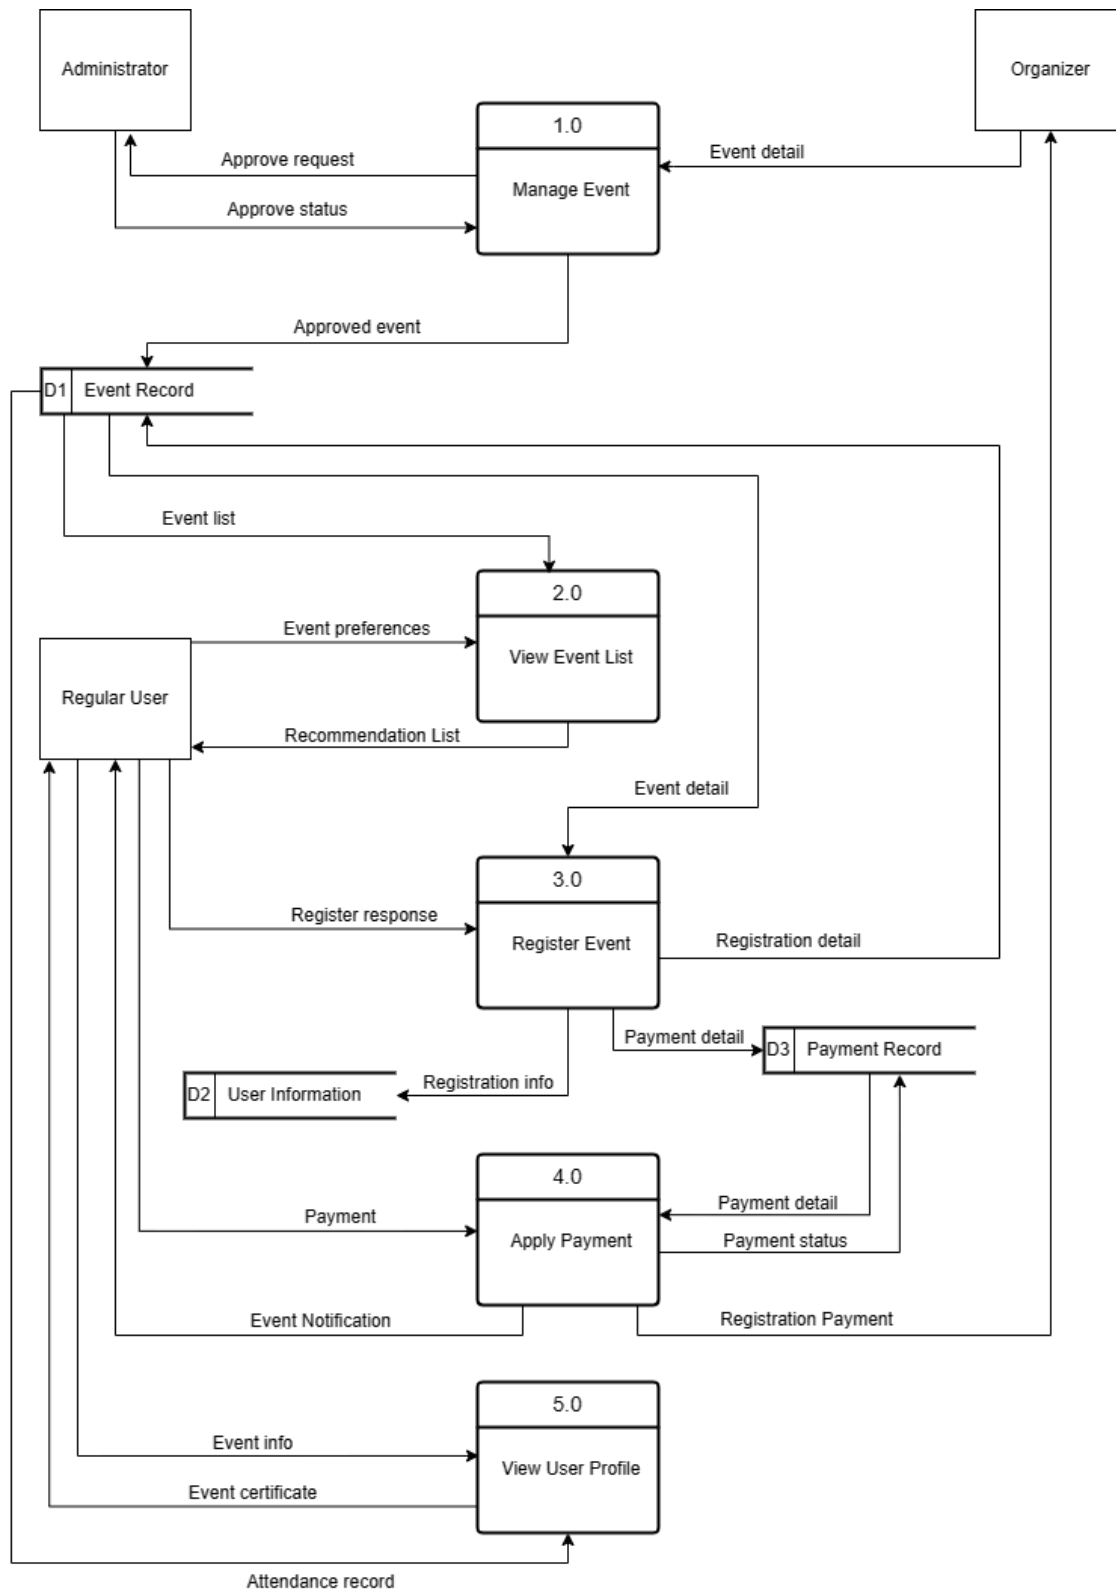 Administrator
Organizer
1.0
Event detail
Approve request
Manage Event
Approve status
Approved event
D1 Event Record
Event list
2.0
Event preferences
View Event List
Regular User
Recommendation List
Event detail
3.0
Register response
Register Event
Registration detail
Payment detail
D3 Payment Record
Registration info
D2 User Information
4.0
Payment detail
Payment
Apply Payment
Payment status
Event Notification
Registration Payment
5.0
Event info
View User Profile
Event certificate
Attendance record